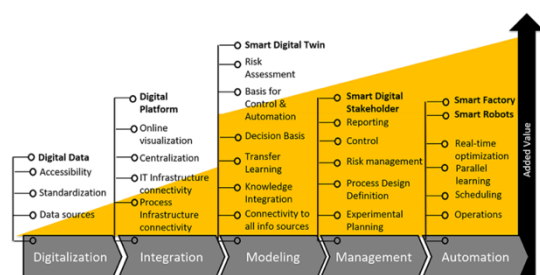 Digital Data
Accessibility
Standardization
Data sources
Digital
Platform
Online
visualization
Centralization
IT Infrastructure
connectivity
Process
Infrastructure
connectivity
Smart Digital Twin
Risk
Assessment
Basis for
Control &
Automation
Decision Basis
Transfer
Learning
Knowledge
Integration
Connectivity to
all info sources
Smart Digital
Stakeholder
Reporting
Control
Risk management
Process Design
Definition
Experimental
Planning
Smart Factory
Smart Robots
Real-time
optimization
Parallel
learning
Scheduling
Operations
Added Value
Digitalization
Integration
Modeling
Management
Automation